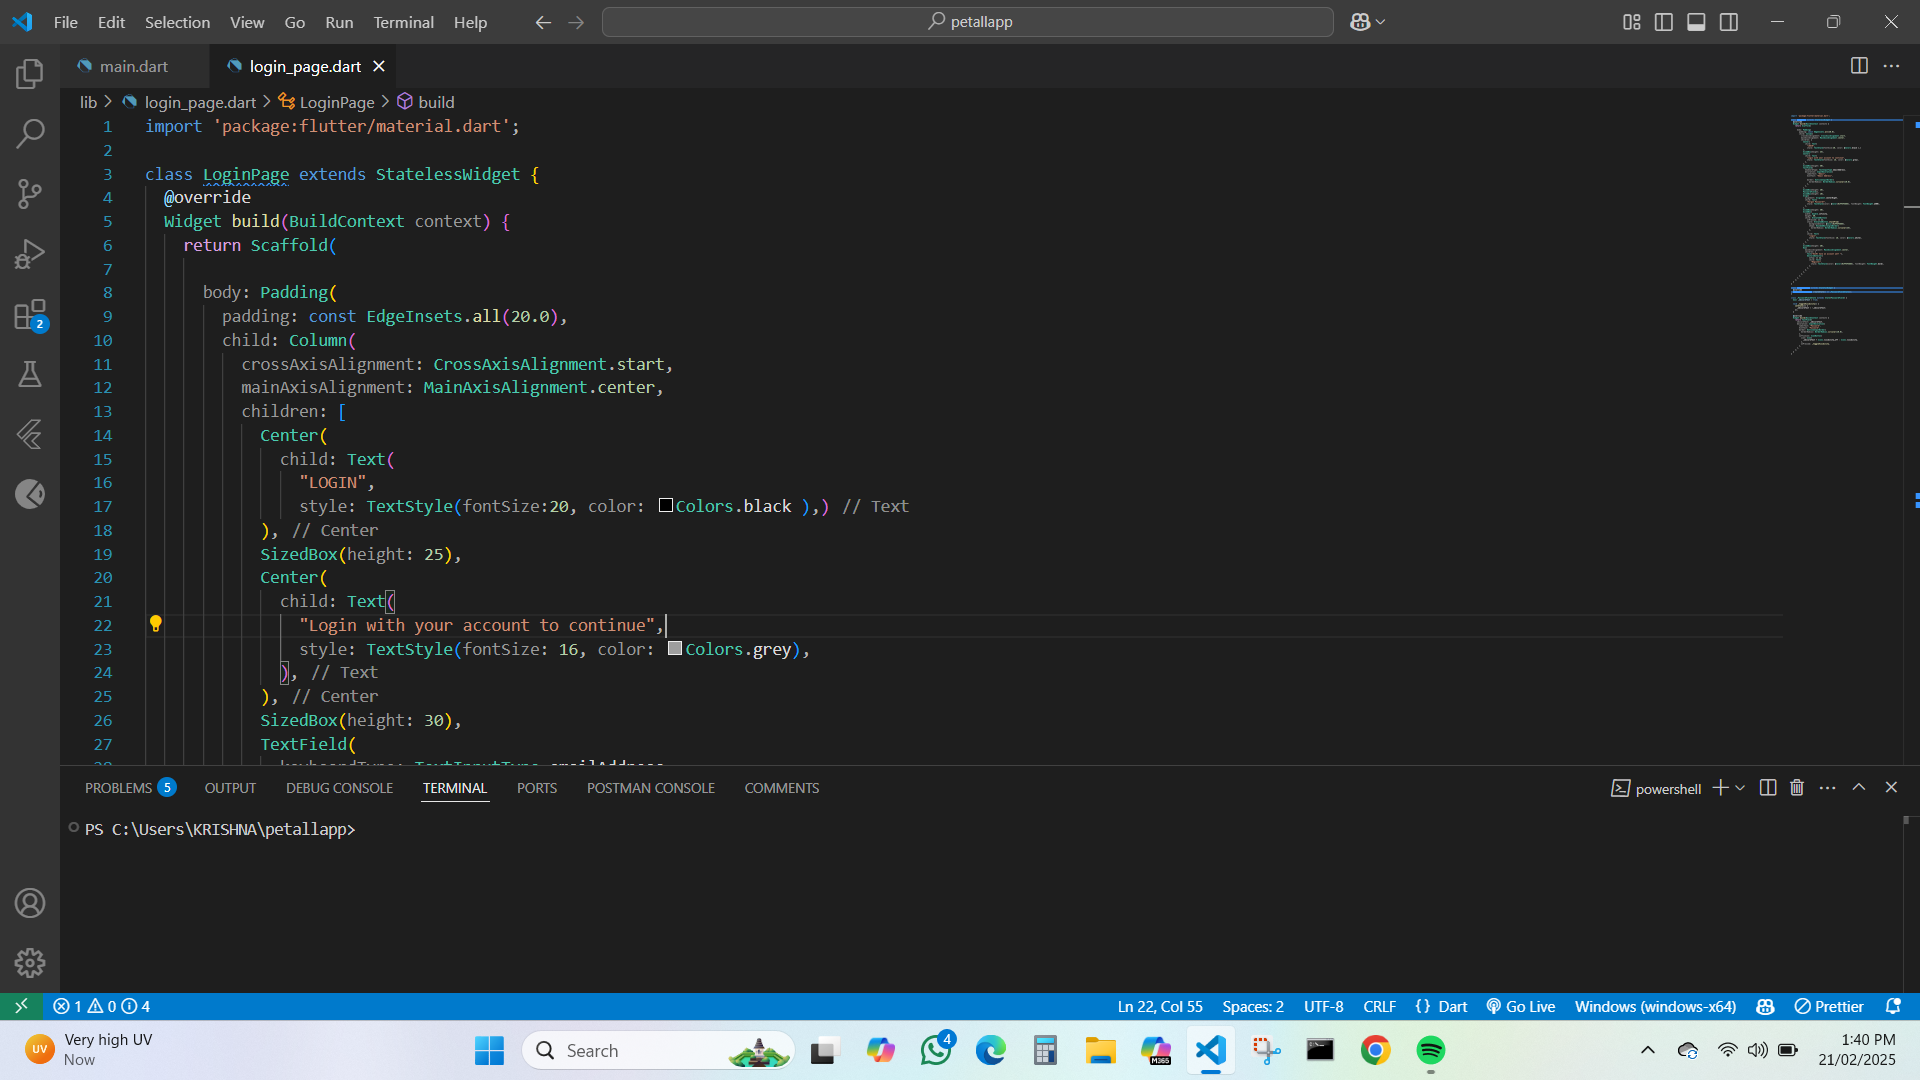 File Edit Selection View Go Run Terminal Help petallapp
main.dart login_page.dart
lib > login_page.dart > LoginPage > build
1 import 'package:flutter/material.dart';
2
3 class LoginPage extends StatelessWidget {
4 @override
5 Widget build(BuildContext context) {
6 return Scaffold(
7
8 body: Padding(
9 padding: const EdgeInsets.all(20.0),
10 child: Column(
11 crossAxisAlignment: CrossAxisAlignment.start,
12 mainAxisAlignment: MainAxisAlignment.center,
13 children: [
14 Center(
15 child: Text(
16 "LOGIN",
17 style: TextStyle(fontSize:20, color: Colors.black ),) // Text
18 ), // Center
19 SizedBox(height: 25),
20 Center(
21 child: Text(
22 "Login with your account to continue",
23 style: TextStyle(fontSize: 16, color: Colors.grey),
24 ), // Text
25 ), // Center
26 SizedBox(height: 30),
27 TextField(
2
PROBLEMS 5 OUTPUT DEBUG CONSOLE TERMINAL PORTS POSTMAN CONSOLE COMMENTS powershell
PS C:\Users\KRISHNA\petallapp>
1 0 4 Ln 22, Col 55 Spaces: 2 UTF-8 CRLF {} Dart Go Live Windows (windows-x64) Prettier
UV Very high UV
Now
Search
4
M365
1:40 PM
21/02/2025